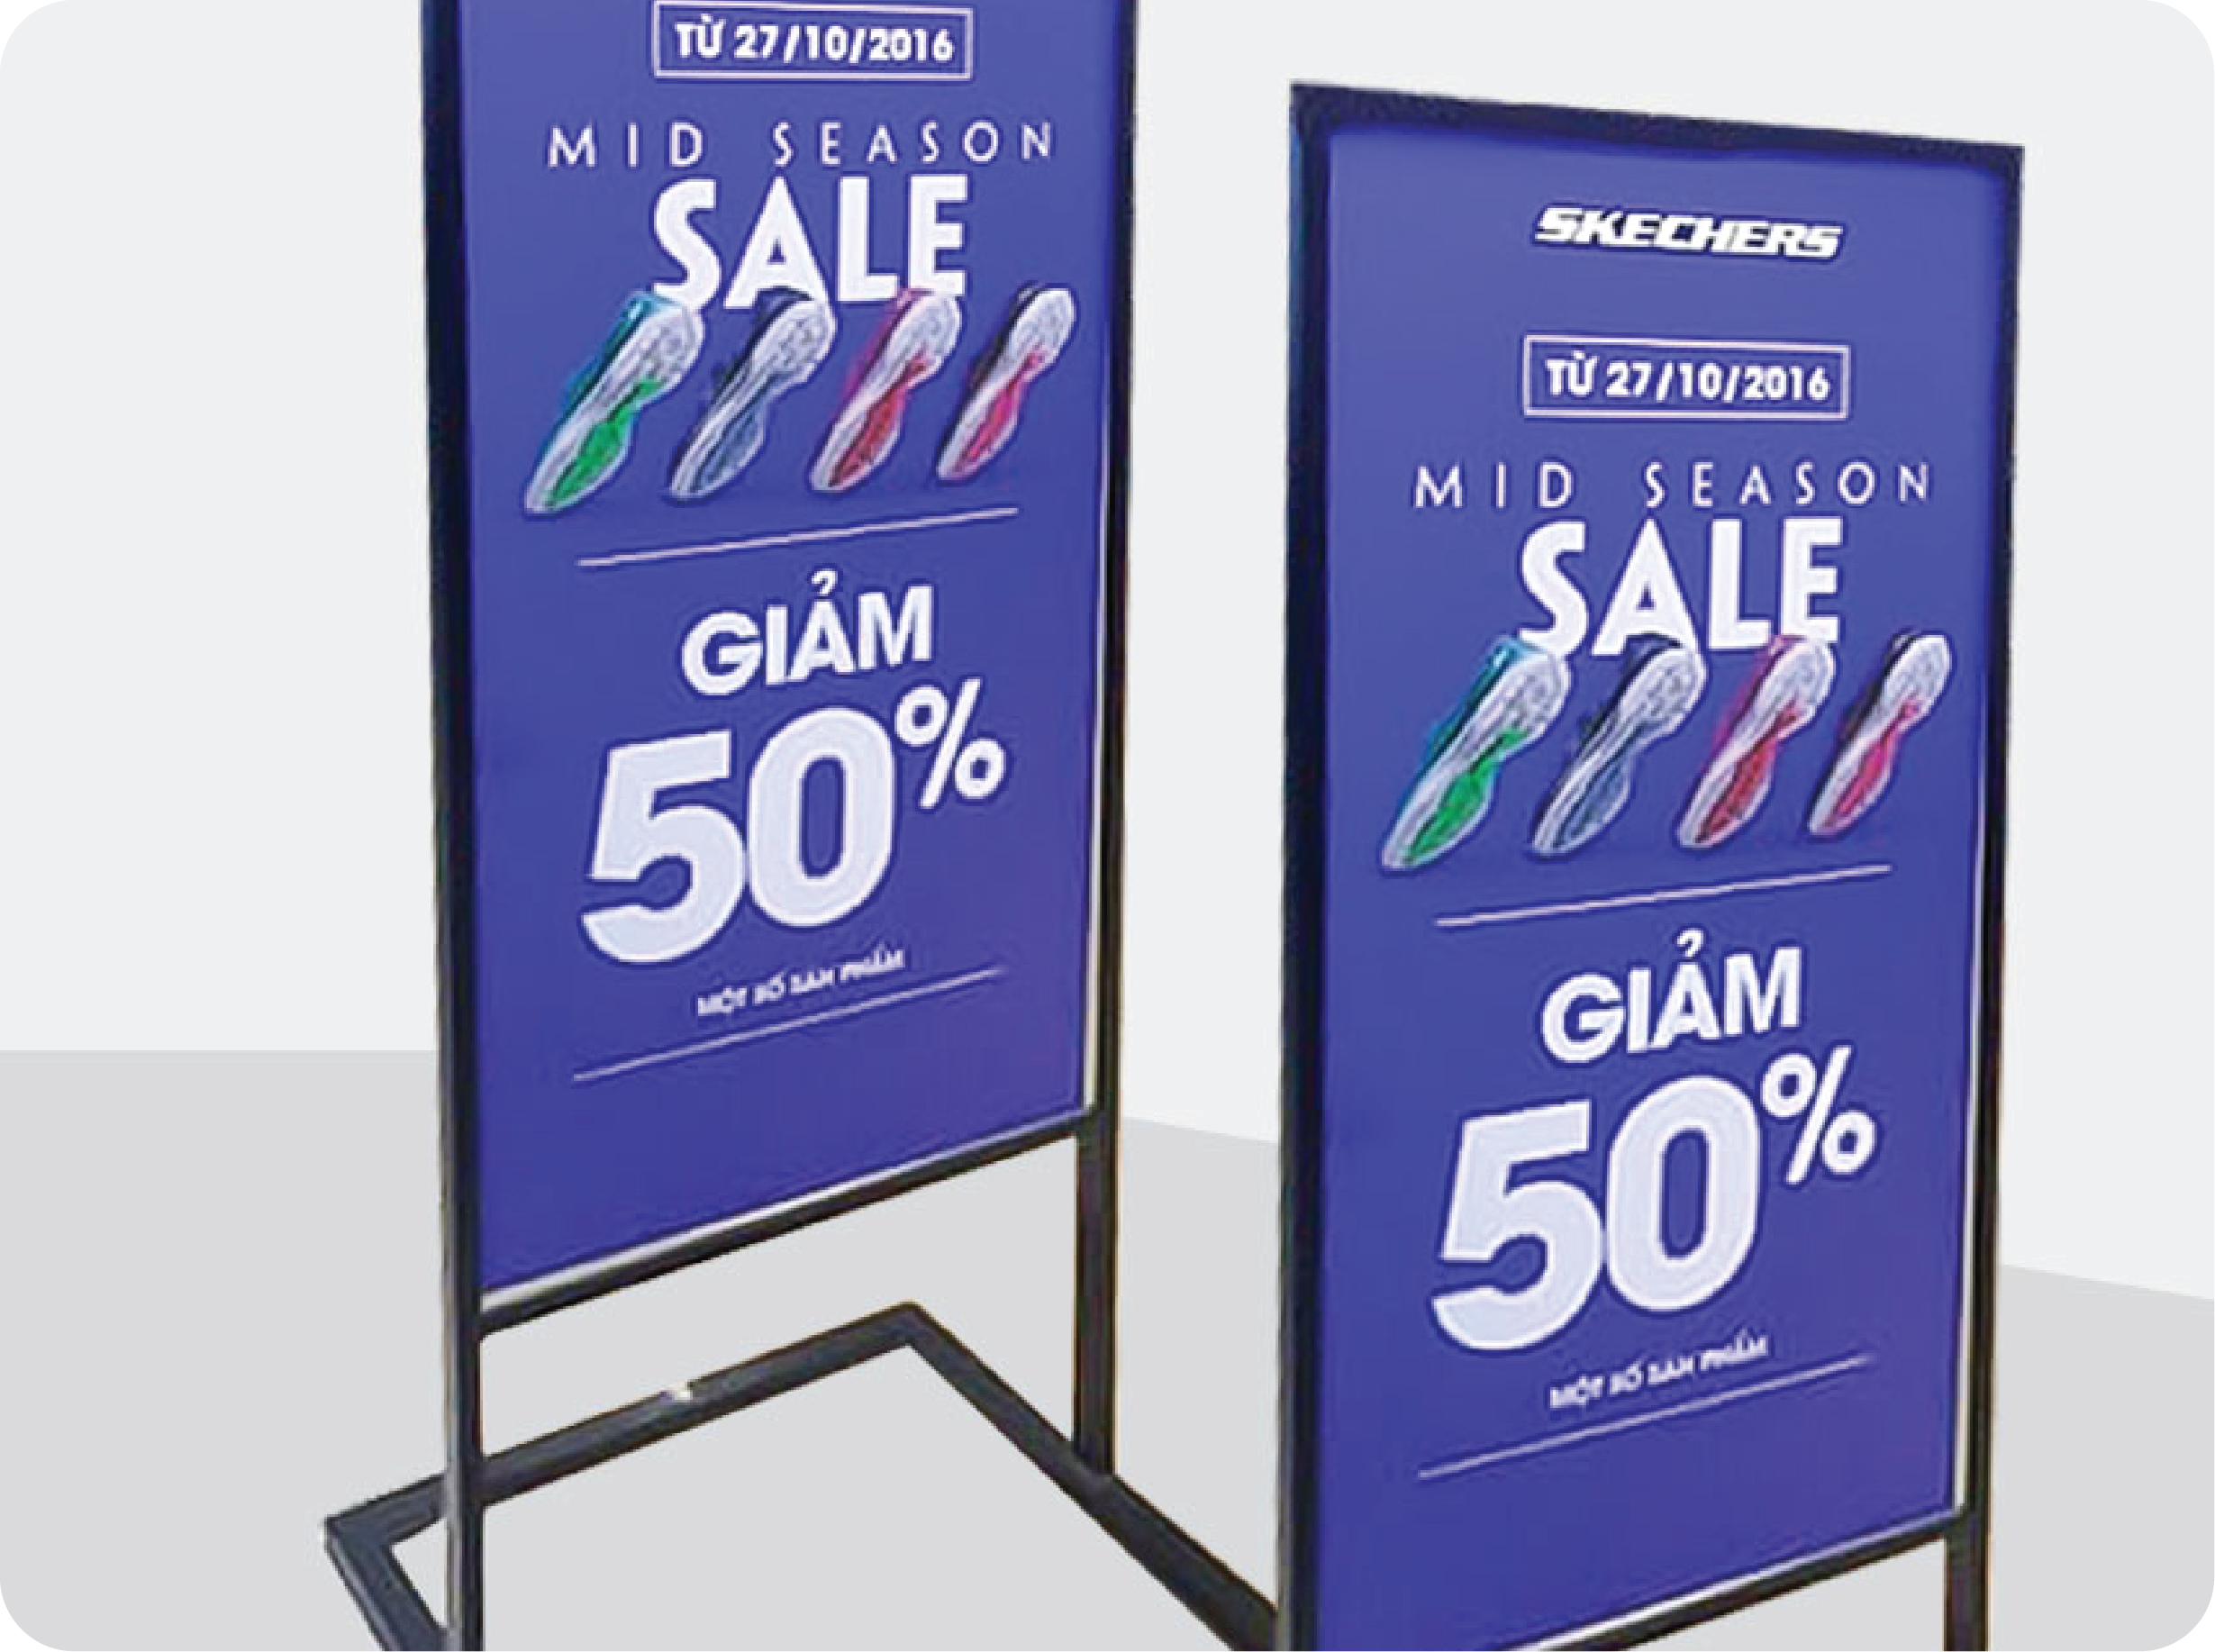 TỪ 27/10/2016
MID SEASON
SALE
GIẢM
50%
MỘT SỐ SẢN PHẨM
SKECHERS
TỪ 27/10/2016
MID SEASON
SALE
GIẢM
50%
MỘT SỐ SẢN PHẨM